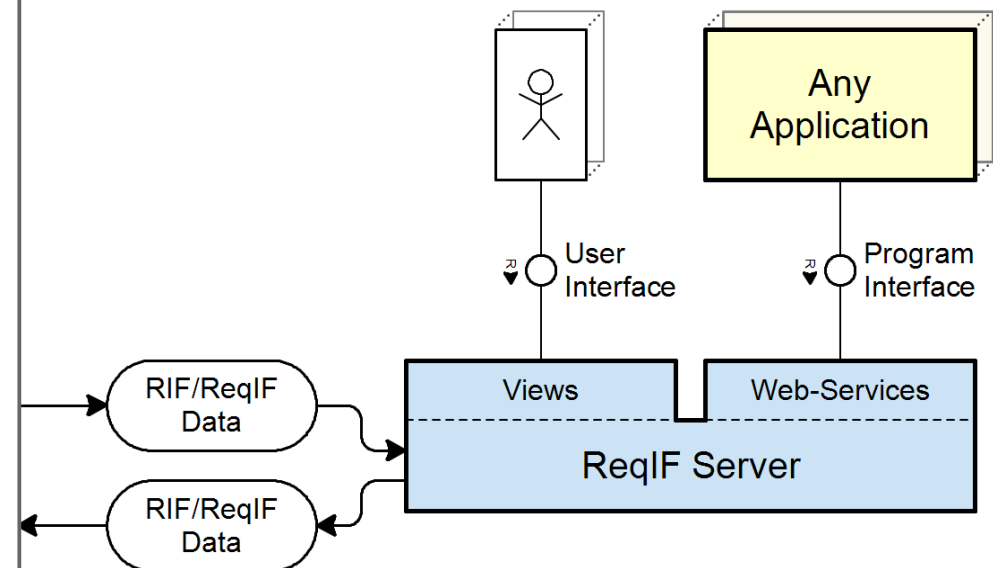 Any
Application
R
User
Interface
R
Program
Interface
Views
Web-Services
RIF/ReqIF
Data
ReqIF Server
RIF/ReqIF
Data